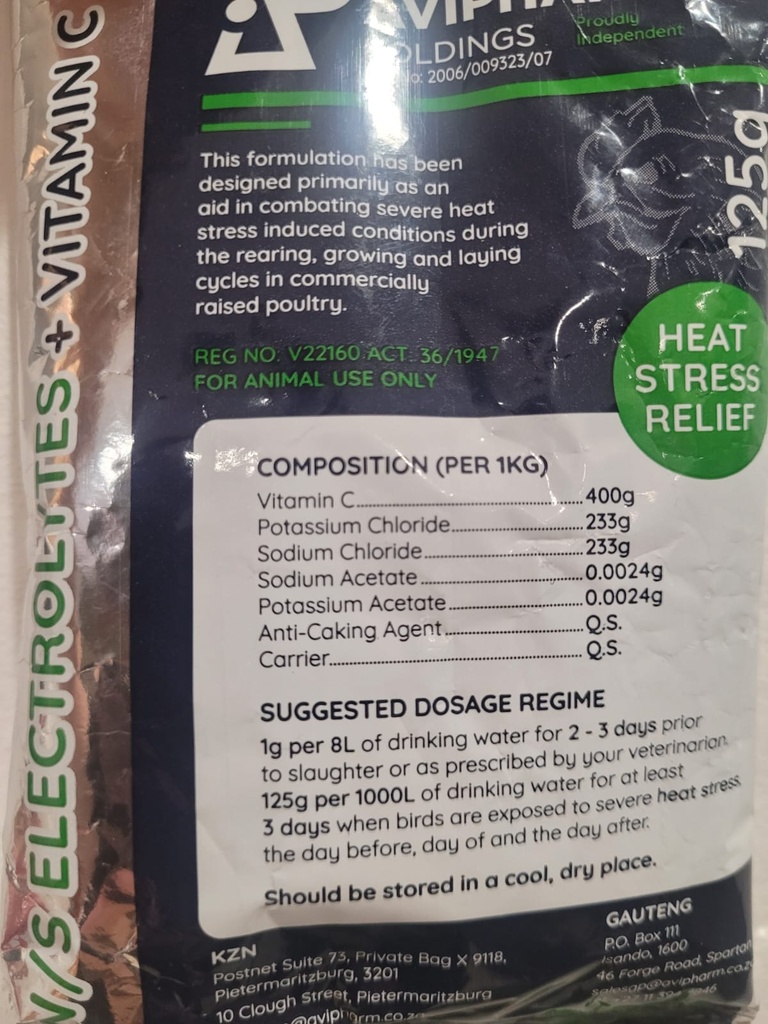 W/S ELECTROLYTES + VITAMIN C
HOLDINGS
No: 2006/009323/07
Proudly
Independent
125g
This formulation has been
designed primarily as an
aid in combating severe heat
stress induced conditions during
the rearing, growing and laying
cycles in commercially
raised poultry.
REG NO: V22160 ACT. 36/1947
FOR ANIMAL USE ONLY
HEAT
STRESS
RELIEF
COMPOSITION (PER 1KG)
Vitamin C..........400g
Potassium Chloride..........233g
Sodium Chloride..........233g
Sodium Acetate..........0.0024g
Potassium Acetate..........0.0024g
Anti-Caking Agent..........Q.S.
Carrier..........Q.S.
SUGGESTED DOSAGE REGIME
1g per 8L of drinking water for 2 - 3 days prior
to slaughter or as prescribed by your veterinarian.
125g per 1000L of drinking water for at least
3 days when birds are exposed to severe heat stress,
the day before, day of and the day after.
Should be stored in a cool, dry place.
KZN
Postnet Suite 73, Private Bag X 9118,
Pietermaritzburg, 3201
10 Clough Street, Pietermaritzburg
GAUTENG
P.O. Box 111
Isando, 1600
46 Forge Road, Spartan